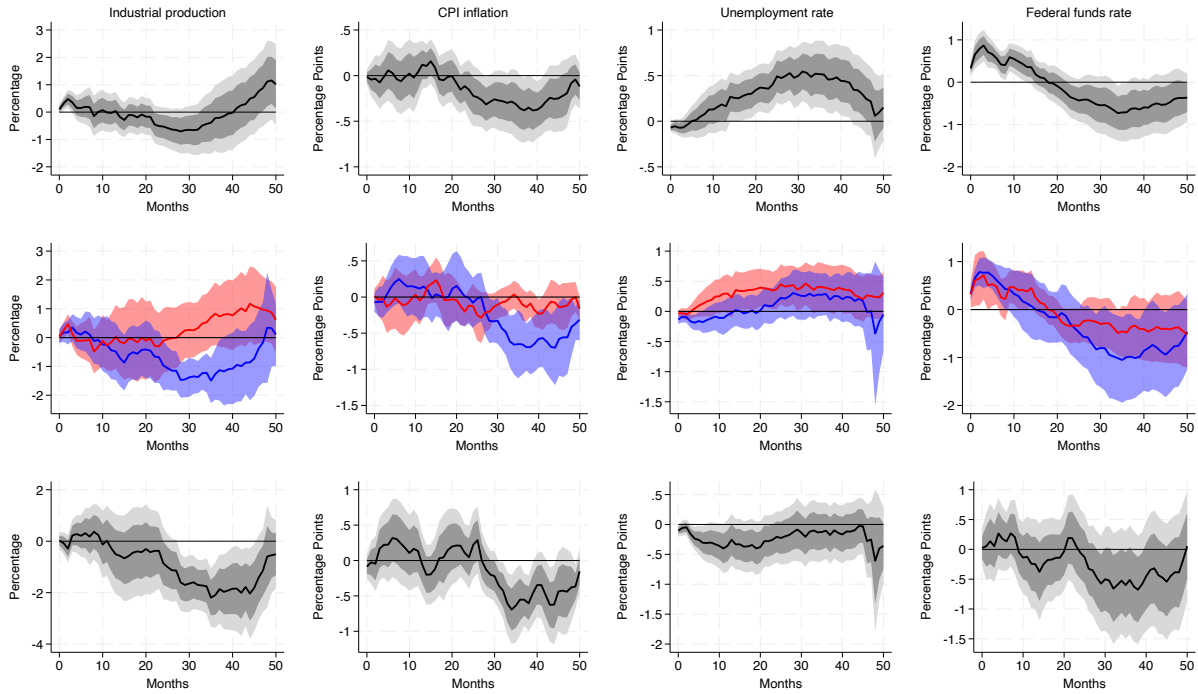 Industrial production
CPI inflation
Unemployment rate
Federal funds rate
Percentage
3
2
1
0
-1
-2
0 10 20 30 40 50
Months
Percentage Points
.5
0
-.5
-1
0 10 20 30 40 50
Months
Percentage Points
1
.5
0
-.5
0 10 20 30 40 50
Months
Percentage Points
1
0
-1
-2
0 10 20 30 40 50
Months
Percentage
3
2
1
0
-1
-2
0 10 20 30 40 50
Months
Percentage Points
.5
0
-.5
-1
-1.5
0 10 20 30 40 50
Months
Percentage Points
1
.5
0
-.5
-1
-1.5
0 10 20 30 40 50
Months
Percentage Points
1
0
-1
-2
0 10 20 30 40 50
Months
Percentage
2
0
-2
-4
0 10 20 30 40 50
Months
Percentage Points
1
.5
0
-.5
-1
0 10 20 30 40 50
Months
Percentage Points
.5
0
-.5
-1
-1.5
-2
0 10 20 30 40 50
Months
Percentage Points
1
.5
0
-.5
-1
-1.5
0 10 20 30 40 50
Months